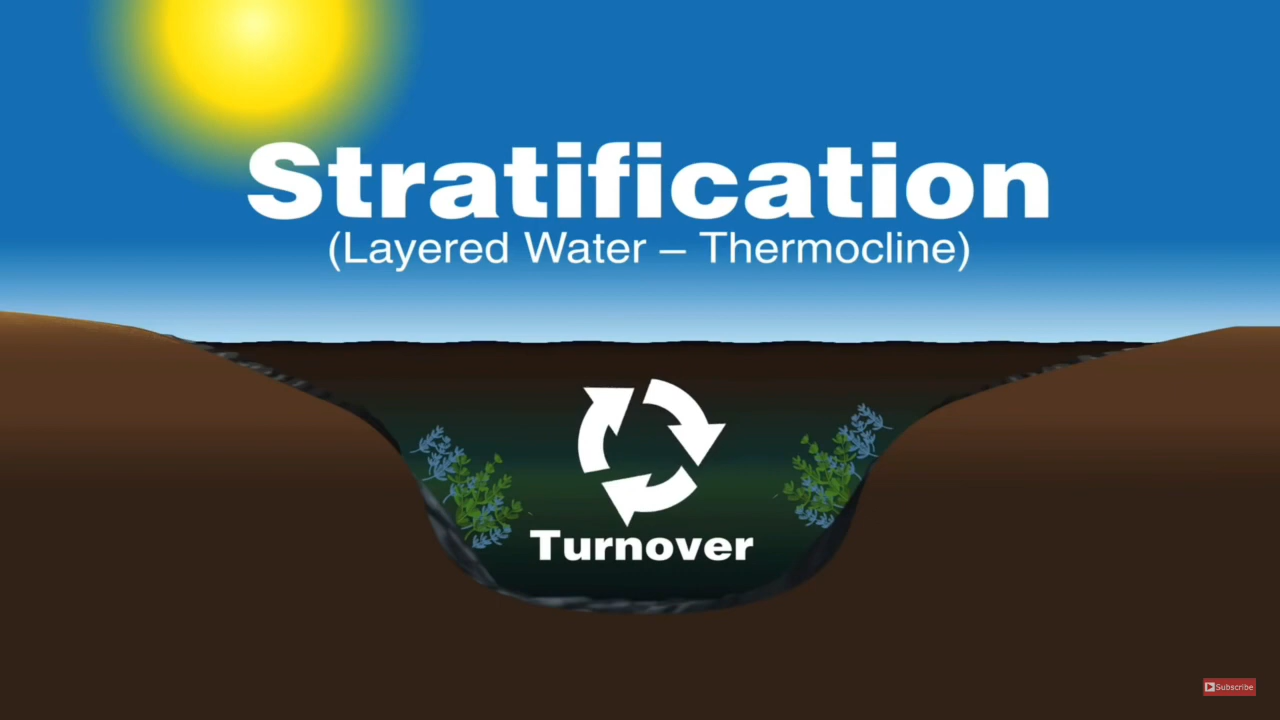 Stratification
(Layered Water – Thermocline)
Turnover
Subscribe